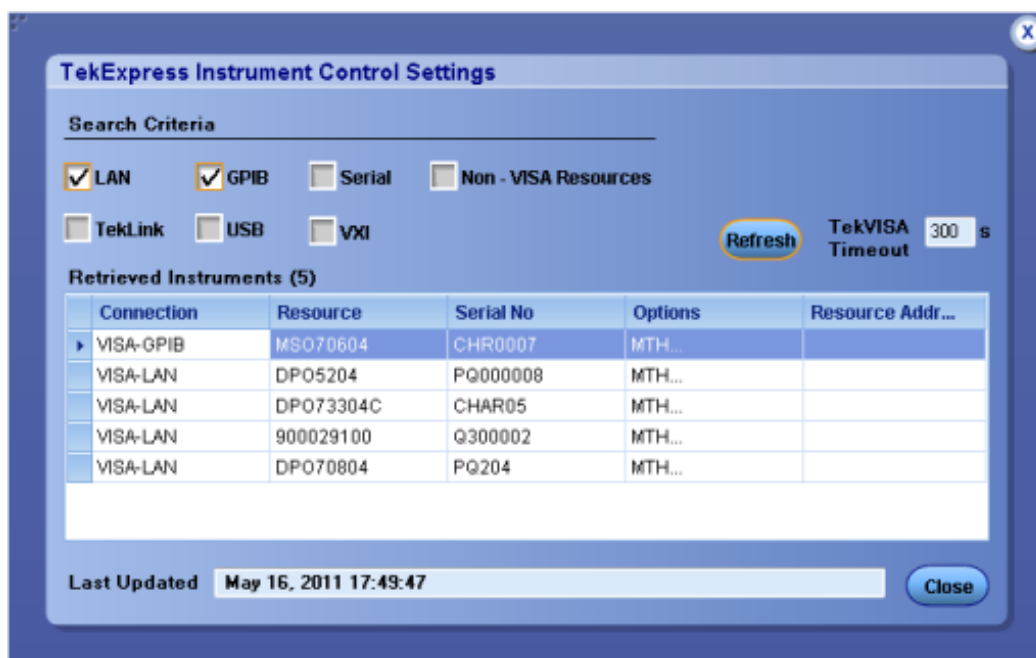 X
TekExpress Instrument Control Settings
Search Criteria
LAN GPIB Serial Non - VISA Resources
TekLink USB VXI Refresh TekVISA Timeout 300 s
Retrieved Instruments (5)
Connection Resource Serial No Options Resource Addr...
VISA-GPIB MSO70604 CHR0007 MTH...
VISA-LAN DPO5204 PQ000008 MTH...
VISA-LAN DPO73304C CHAR05 MTH...
VISA-LAN 900029100 Q300002 MTH...
VISA-LAN DPO70804 PQ204 MTH...
Last Updated May 16, 2011 17:49:47 Close